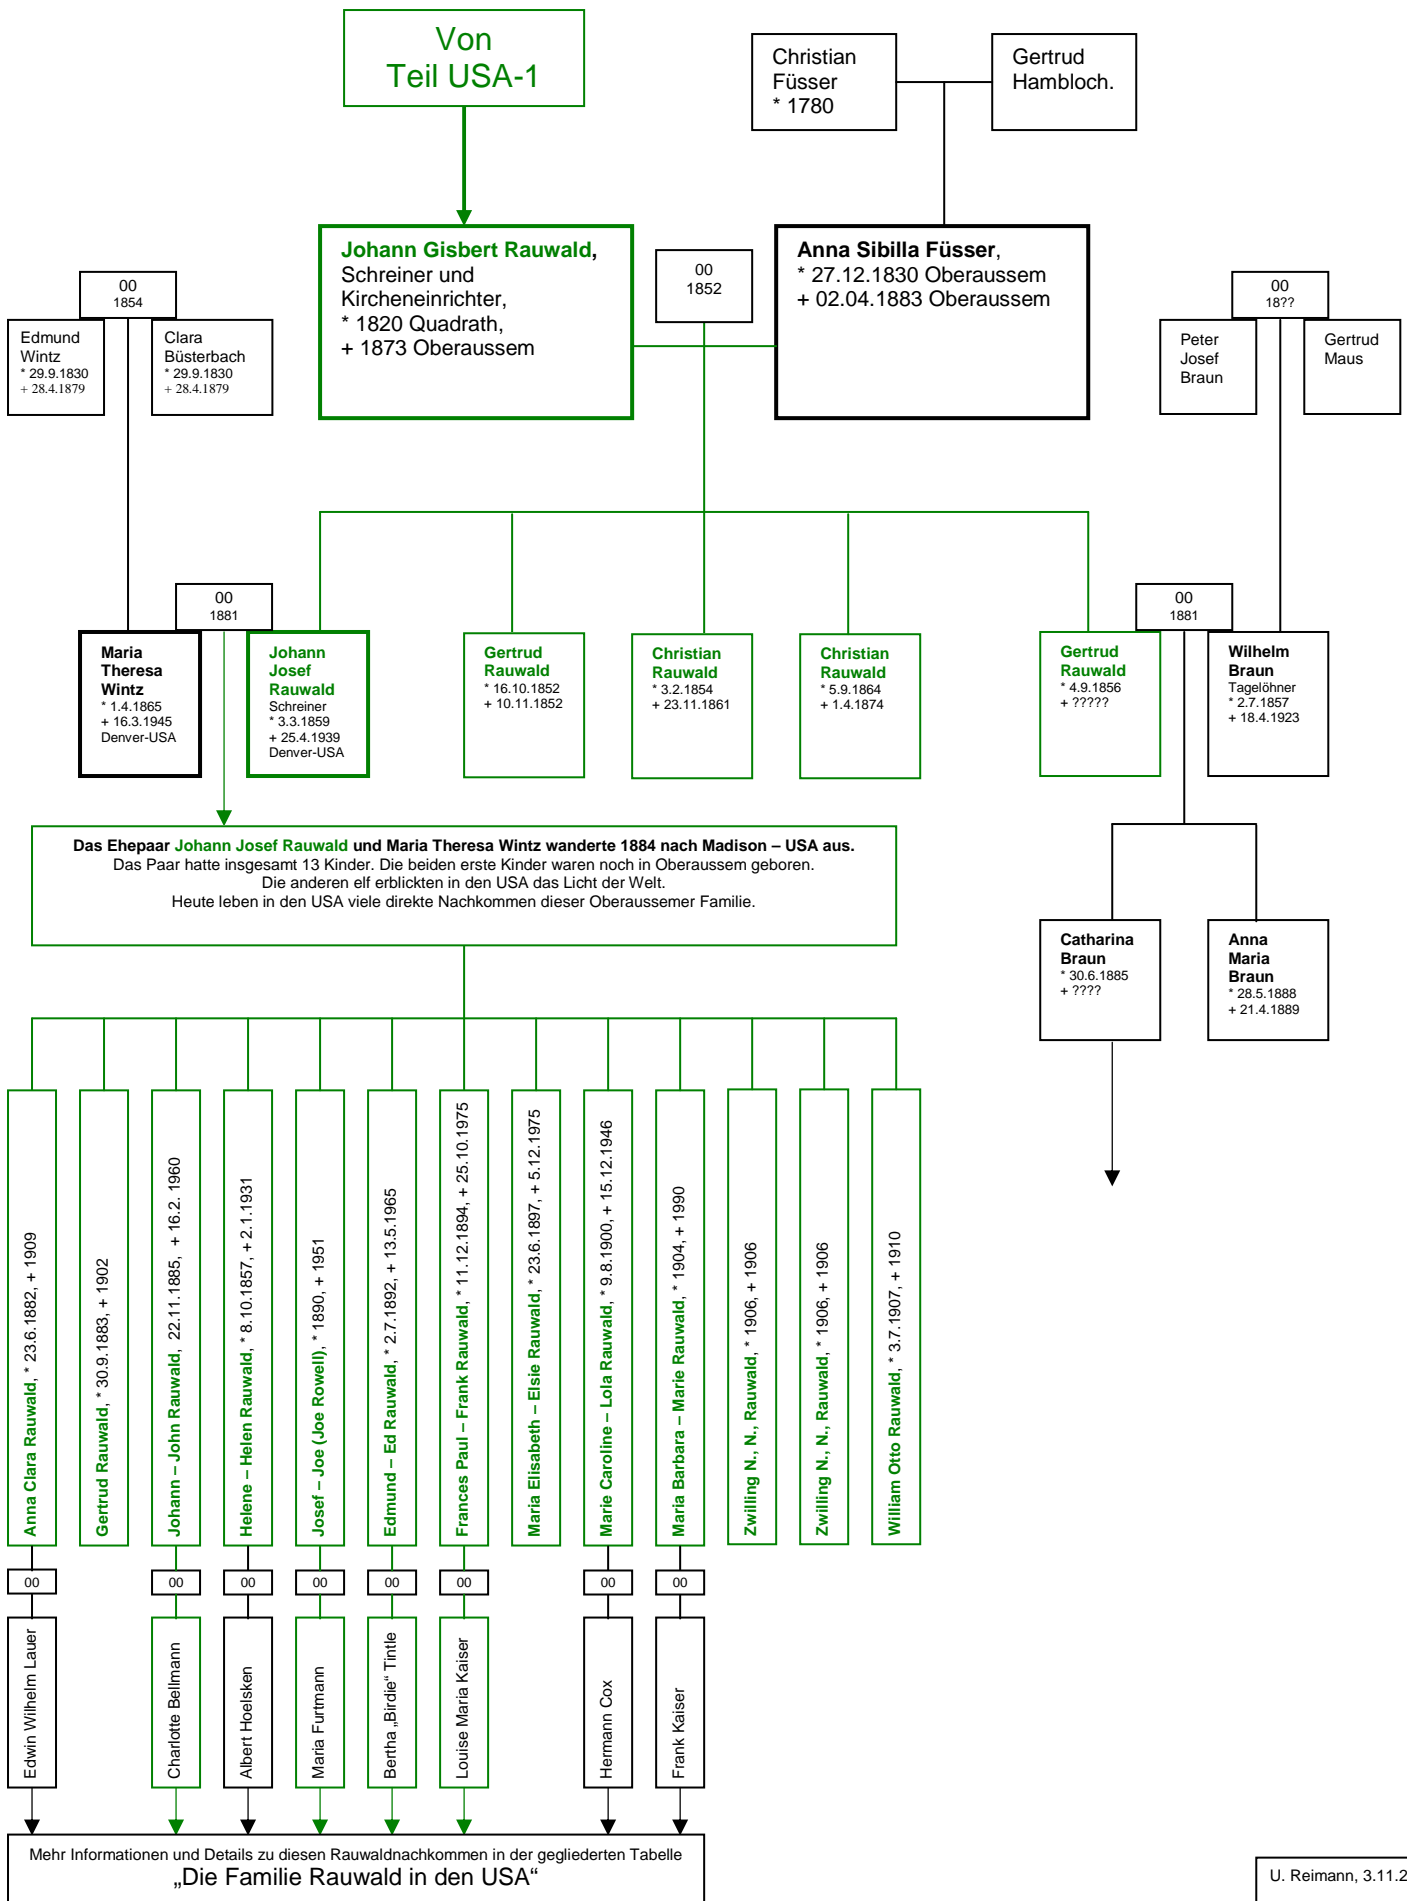 Von
Teil USA-1
Christian
Füsser
* 1780
Gertrud
Hambloch.
Johann Gisbert Rauwald,
Schreiner und
Kircheneinrichter,
* 1820 Quadrath,
+ 1873 Oberaussem
00
1852
Anna Sibilla Füsser,
* 27.12.1830 Oberaussem
+ 02.04.1883 Oberaussem
00
1854
Edmund
Wintz
* 29.9.1830
+ 28.4.1879
Clara
Büsterbach
* 29.9.1830
+ 28.4.1879
00
18??
Peter
Josef
Braun
Gertrud
Maus
00
1881
Maria
Theresa
Wintz
* 1.4.1865
+ 16.3.1945
Denver-USA
Johann
Josef
Rauwald
Schreiner
* 3.3.1859
+ 25.4.1939
Denver-USA
Gertrud
Rauwald
* 16.10.1852
+ 10.11.1852
Christian
Rauwald
* 3.2.1854
+ 23.11.1861
Christian
Rauwald
* 5.9.1864
+ 1.4.1874
00
1881
Gertrud
Rauwald
* 4.9.1856
+ ?????
Wilhelm
Braun
Tagelöhner
* 2.7.1857
+ 18.4.1923
Das Ehepaar Johann Josef Rauwald und Maria Theresa Wintz wanderte 1884 nach Madison – USA aus.
Das Paar hatte insgesamt 13 Kinder. Die beiden erste Kinder waren noch in Oberaussem geboren.
Die anderen elf erblickten in den USA das Licht der Welt.
Heute leben in den USA viele direkte Nachkommen dieser Oberaussemer Familie.
Catharina
Braun
* 30.6.1885
+ ????
Anna
Maria
Braun
* 28.5.1888
+ 21.4.1889
Anna Clara Rauwald, * 23.6.1882, + 1909
Gertrud Rauwald, * 30.9.1883, + 1902
Johann – John Rauwald, 22.11.1885, + 16.2. 1960
Helene – Helen Rauwald, * 8.10.1857, + 2.1.1931
Josef – Joe (Joe Rowell), * 1890, + 1951
Edmund – Ed Rauwald, * 2.7.1892, + 13.5.1965
Frances Paul – Frank Rauwald, * 11.12.1894, + 25.10.1975
Maria Elisabeth – Elsie Rauwald, * 23.6.1897, + 5.12.1975
Marie Caroline – Lola Rauwald, * 9.8.1900, + 15.12.1946
Maria Barbara – Marie Rauwald, * 1904, + 1990
Zwilling N., N., Rauwald, * 1906, + 1906
Zwilling N., N., Rauwald, * 1906, + 1906
William Otto Rauwald, * 3.7.1907, + 1910
00
00
00
00
00
00
00
00
Edwin Wilhelm Lauer
Charlotte Bellmann
Albert Hoelsken
Maria Furtmann
Bertha „Birdie“ Tintle
Louise Maria Kaiser
Hermann Cox
Frank Kaiser
Mehr Informationen und Details zu diesen Rauwaldnachkommen in der gegliederten Tabelle
„Die Familie Rauwald in den USA“
U. Reimann, 3.11.2